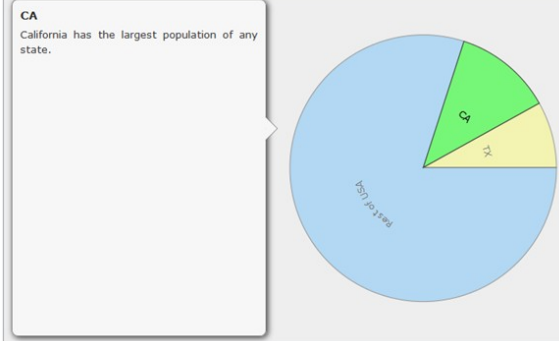 CA
California has the largest population of any
state.
CA
TX
Rest of USA